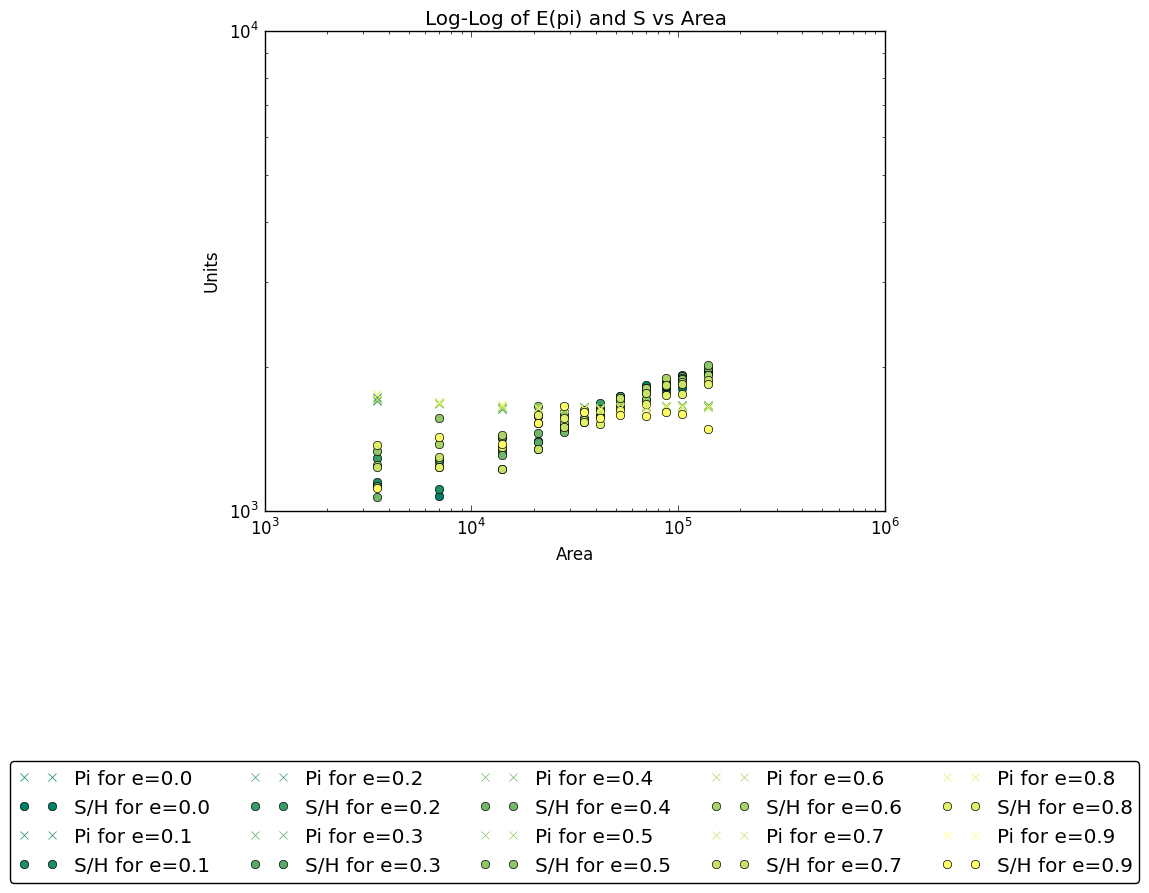 Log-Log of E(pi) and S vs Area
10^4
Units
10^3
10^3 10^4 10^5 10^6
Area
Pi for e=0.0 Pi for e=0.2 Pi for e=0.4 Pi for e=0.6 Pi for e=0.8
S/H for e=0.0 S/H for e=0.2 S/H for e=0.4 S/H for e=0.6 S/H for e=0.8
Pi for e=0.1 Pi for e=0.3 Pi for e=0.5 Pi for e=0.7 Pi for e=0.9
S/H for e=0.1 S/H for e=0.3 S/H for e=0.5 S/H for e=0.7 S/H for e=0.9